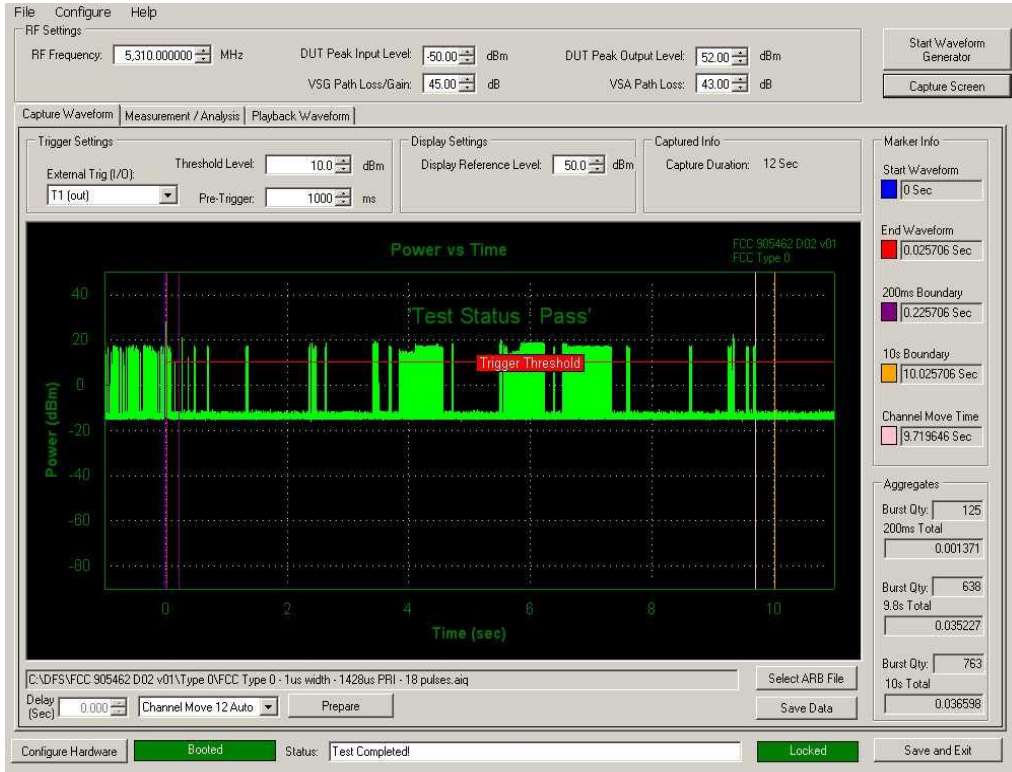 File Configure Help
RF Settings
RF Frequency: 5,310.000000 MHz DUT Peak Input Level: -50.00 dBm DUT Peak Output Level: 52.00 dBm
VSG Path Loss/Gain: 45.00 dB VSA Path Loss: 43.00 dB
Start Waveform
Generator
Capture Screen
Capture Waveform Measurement / Analysis Playback Waveform
Trigger Settings
External Trig (I/O):
T1 (out)
Threshold Level: 10.0 dBm
Pre-Trigger: 1000 ms
Display Settings
Display Reference Level: 50.0 dBm
Captured Info
Capture Duration: 12 Sec
Power vs Time
FCC 905462 D02 v01
FCC Type 0
'Test Status : Pass'
Trigger Threshold
Power (dBm)
40
20
0
-20
-40
-60
-80
0 2 4 6 8 10
Time (sec)
Marker Info
Start Waveform
0 Sec
End Waveform
0.025706 Sec
200ms Boundary
0.225706 Sec
10s Boundary
10.025706 Sec
Channel Move Time
9.719646 Sec
Aggregates
Burst Qty: 125
200ms Total
0.001371
Burst Qty: 638
9.8s Total
0.035227
Burst Qty: 763
10s Total
0.036598
C:\DFS\FCC 905462 D02 v01\Type 0\FCC Type 0 - 1us width - 1428us PRI - 18 pulses.aiq
Select ARB File
Delay
(Sec) 0.000 Channel Move 12 Auto Prepare
Save Data
Configure Hardware Booted Status: Test Completed! Locked Save and Exit